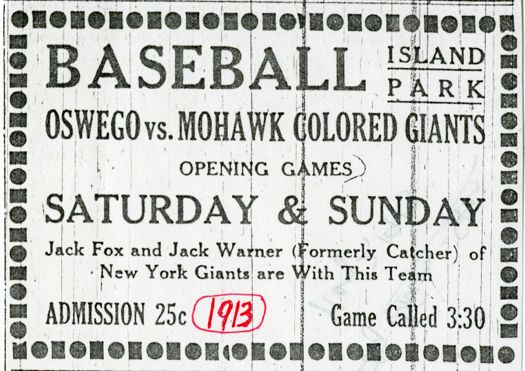 BASEBALL ISLAND PARK
OSWEGO vs. MOHAWK COLORED GIANTS
OPENING GAMES
SATURDAY & SUNDAY
Jack Fox and Jack Warner (Formerly Catcher) of
New York Giants are With This Team
ADMISSION 25c 1913 Game Called 3:30